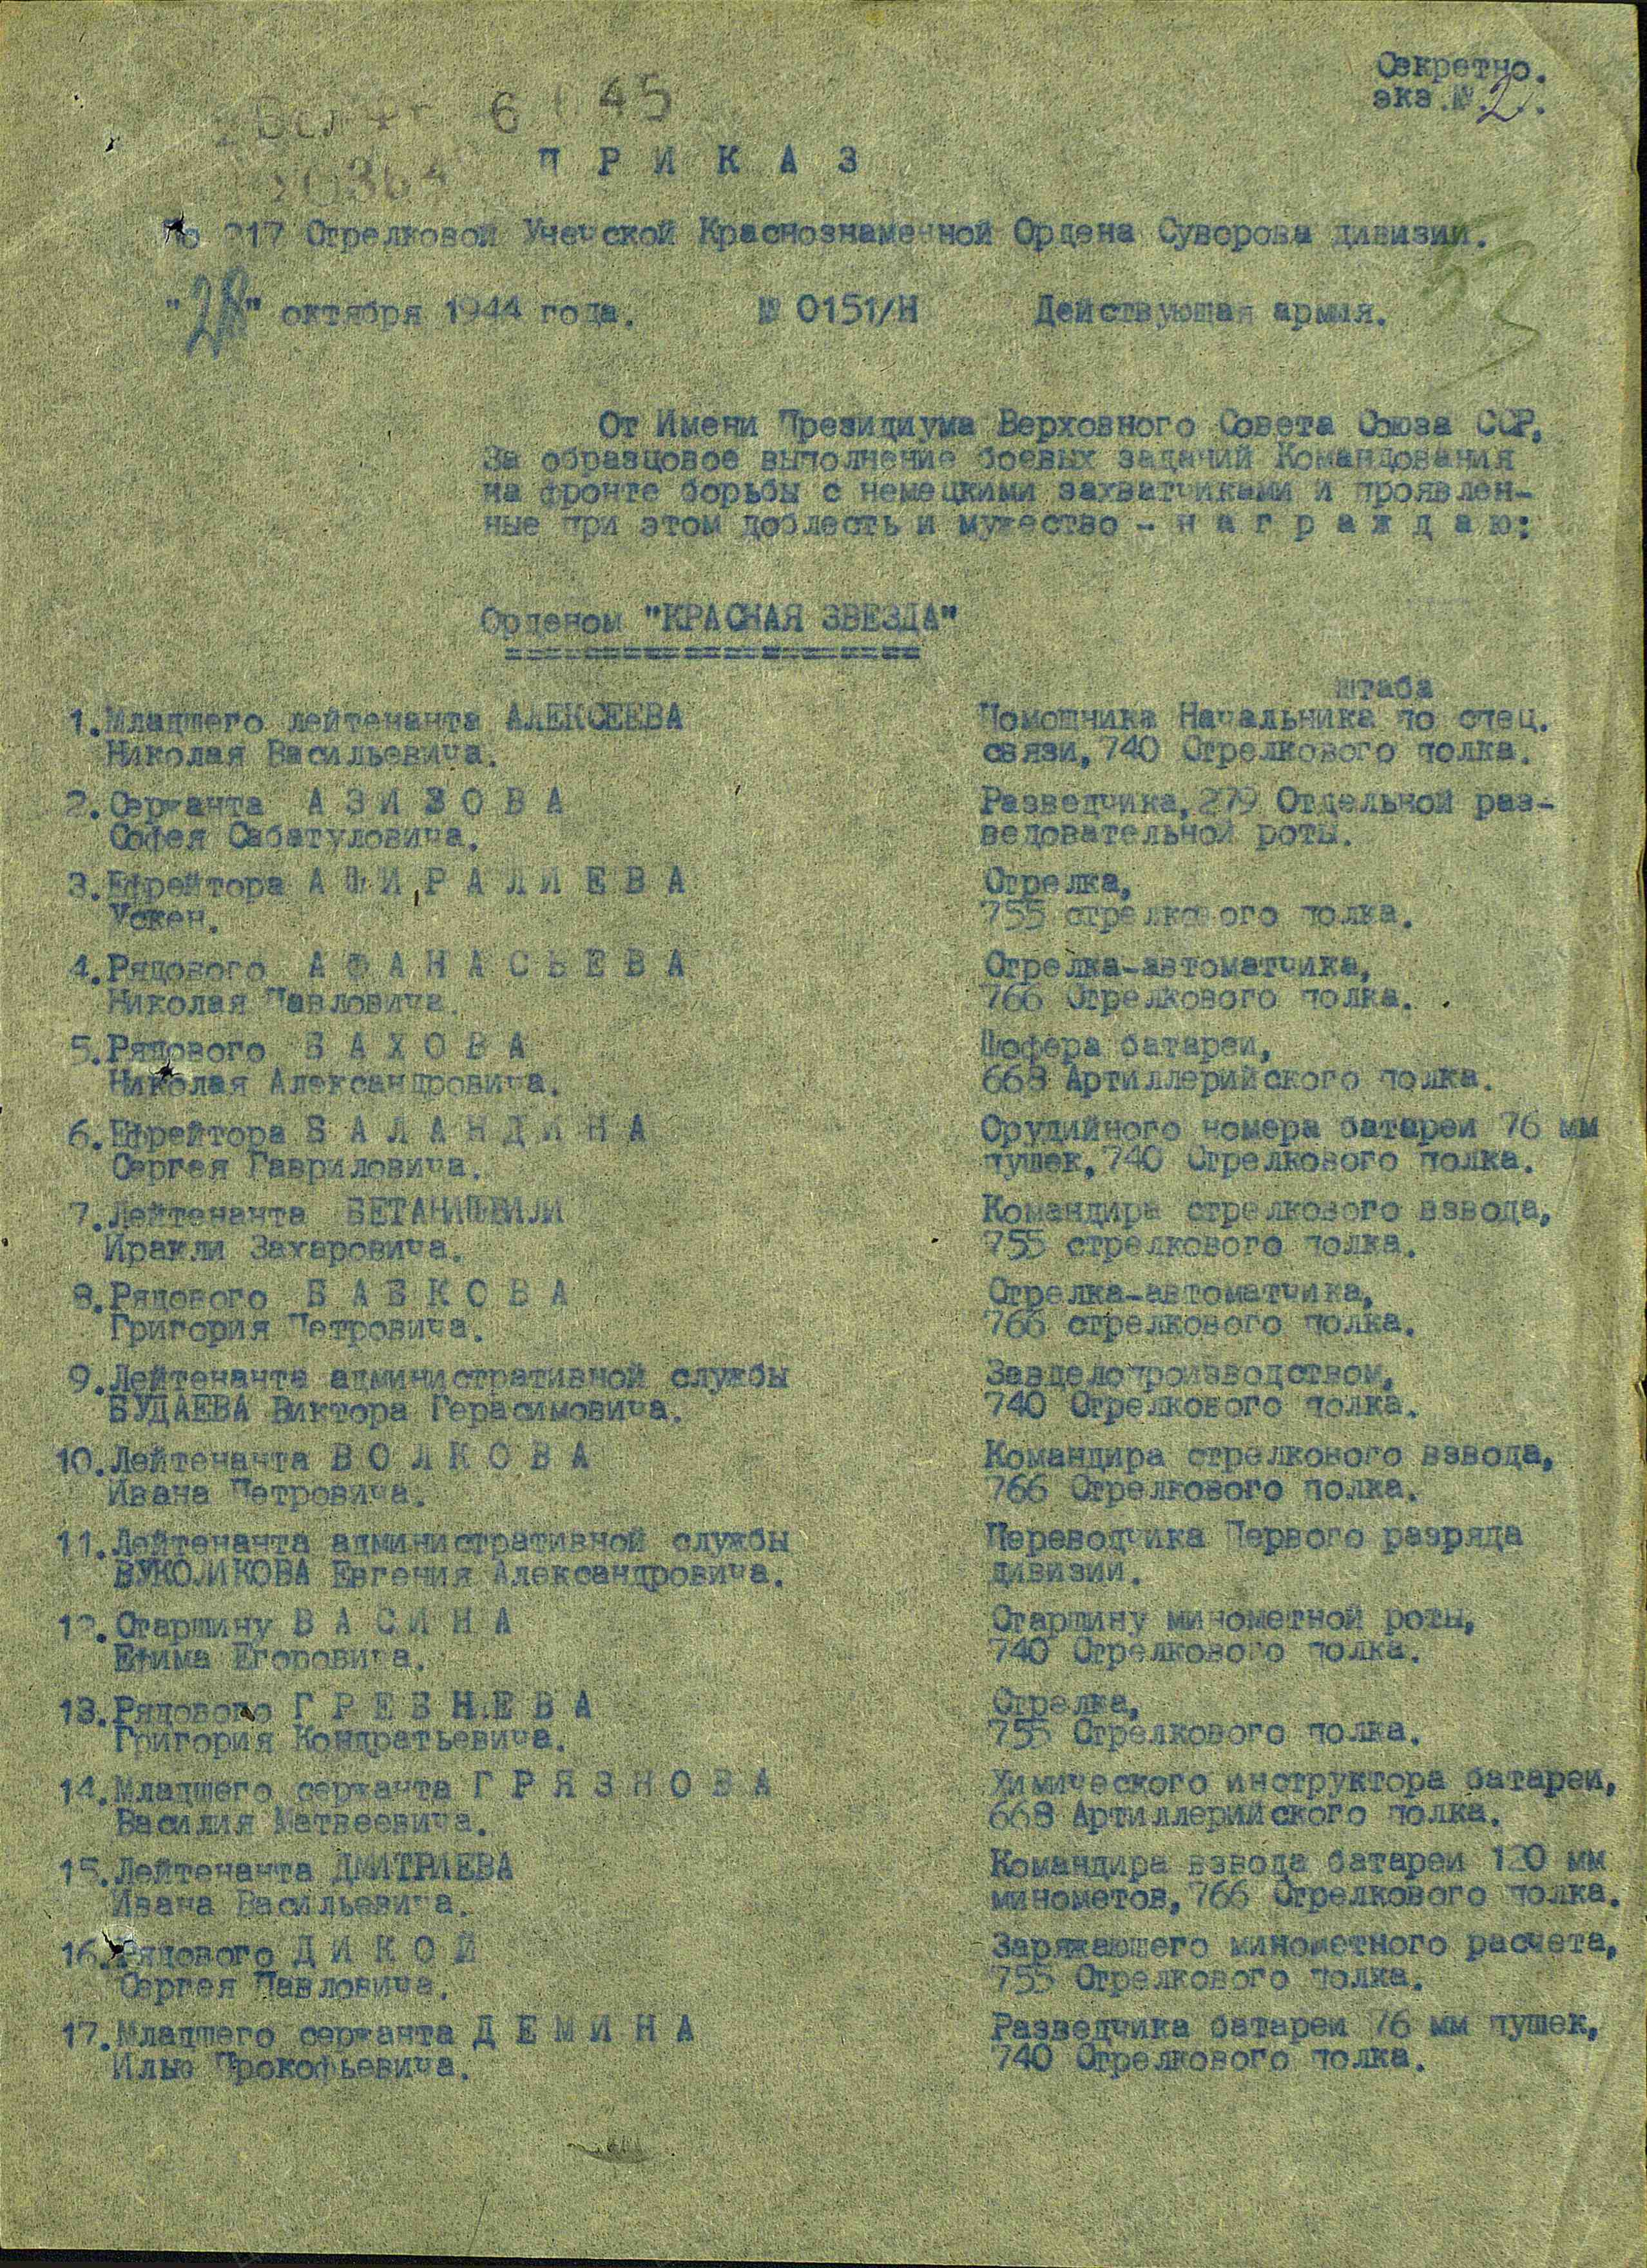 Секретно.
экз.№ 2.
6 45
П Р И К А З
По 217 Стрелковой Унечской Краснознаменной Ордена Суворова дивизии.
53
"28" октября 1944 года. № 0151/Н Действующая армия.
От Имени Президиума Верховного Совета Союза ССР,
За образцовое выполнение боевых задачий Командования
на фронте борьбы с немецкими захватчиками и проявлен-
ные при этом доблесть и мужество - н а г р а ж д а ю:
Орденом "КРАСНАЯ ЗВЕЗДА"
штаба
1.Младшего лейтенанта АЛЕКСЕЕВА Помощника Начальника по спец.
Николая Васильевича. связи, 740 Стрелкового полка.
2.Сержанта А З И З О В А Разведчика, 279 Отдельной раз-
Софея Сабатуловича. ведовательной роты.
3.Ефрейтора А Ш И Р А Л И Е В А Стрелка,
Ускен. 755 стрелкового полка.
4.Рядового А Ф А Н А С Ь Е В А Стрелка-автоматчика,
Николая Павловича. 766 Стрелкового полка.
5.Рядового Б А Х О В А Шофера батареи,
Николая Александровича. 668 Артиллерийского полка.
6.Ефрейтора Б А Л А Н Д И Н А Орудийного номера батареи 76 мм
Сергея Гавриловича. пушек, 740 Стрелкового полка.
7.Лейтенанта БЕТАНИШВИЛИ Командира стрелкового взвода,
Иракли Захаровича. 755 стрелкового полка.
8.Рядового Б А Б К О В А Стрелка-автоматчика,
Григория Петровича. 766 стрелкового полка.
9.Лейтенанта административной службы Завделопроизводством,
БУДАЕВА Виктора Герасимовича. 740 Стрелкового полка.
10.Лейтенанта В О Л К О В А Командира стрелкового взвода,
Ивана Петровича. 766 Стрелкового полка.
11.Лейтенанта административной службы Переводчика Первого разряда
ВУКОЛИКОВА Евгения Александровича. дивизии.
12.Старшину В А С И Н А Старшину минометной роты,
Ефима Егоровича. 740 Стрелкового полка.
13.Рядового Г Р Е Б Н Е В А Стрелка,
Григория Кондратьевича. 755 Стрелкового полка.
14.Младшего сержанта Г Р Я З Н О В А Химического инструктора батареи,
Василия Матвеевича. 668 Артиллерийского полка.
15.Лейтенанта ДМИТРИЕВА Командира взвода батареи 120 мм
Ивана Васильевича. минометов, 766 Стрелкового полка.
16.Рядового Д И К О Й Заряжающего минометного расчета,
Сергея Павловича. 755 Стрелкового полка.
17.Младшего сержанта Д Е М И Н А Разведчика батареи 76 мм пушек,
Илью Прокофьевича. 740 Стрелкового полка.